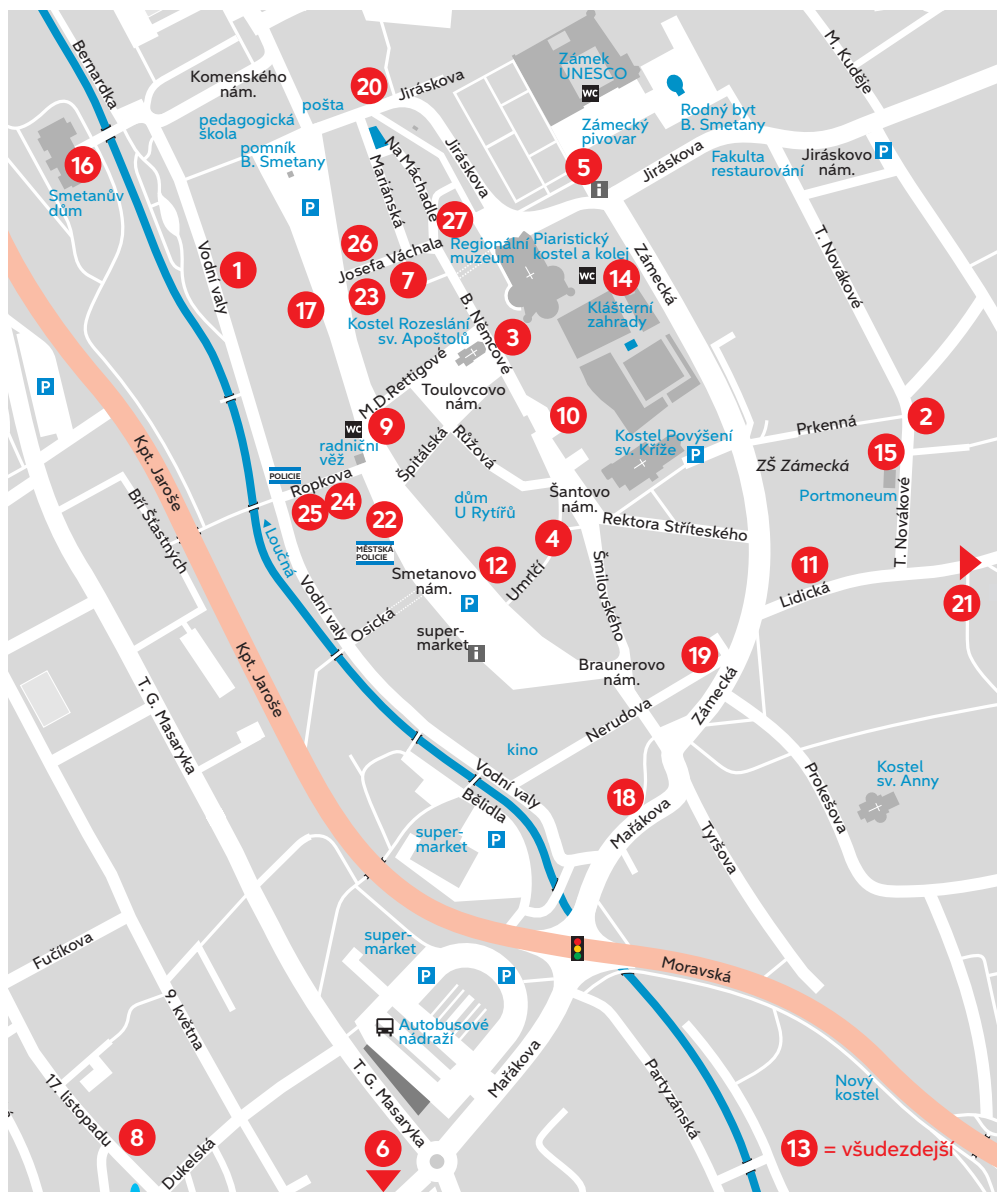 Bernardka
Komenského
nám.
20
Jiráskova
Zámek
UNESCO
WC
M. Kuděje
pošta
pedagogická
škola
pomník
B. Smetany
Rodný byt
B. Smetany
Zámecký
pivovar
16
Smetanův
dům
P
Na Máchadle
Mariánská
Jiráskova
5
i
Jiráskova
Fakulta
restaurování
Jiráskovo
nám.
P
27
26
Josefa Váchala
Regionální
muzeum
Piaristický
kostel a kolej
WC
14
Zámecká
T. Novákové
Vodní valy
1
17
23
7
Klášterní
zahrady
Kostel Rozeslání
sv. Apoštolů
B. Němcové
3
P
M.D.Rettigové
Toulovcovo
nám.
10
2
Prkenná
WC
9
radniční
věž
Špitálská
Růžová
Kostel Povýšení
sv. Kříže
P
ZŠ Zámecká
15
Portmoneum
T. Novákové
Kpt. Jaroše
Bří Šťastných
POLICIE
Ropkova
25
24
22
dům
U Rytířů
Šantovo
nám.
Rektora Stříteského
MĚSTSKÁ
POLICIE
Loučná
Vodní valy
Smetanovo
nám.
12
4
Umrlčí
Šmilovského
11
Lidická
21
P
Osická
super-
market
i
Braunerovo
nám.
19
Zámecká
Kpt. Jaroše
T. G. Masaryka
Nerudova
kino
Vodní valy
Bělidla
18
Mařákova
Tyršova
Prokešova
Kostel
sv. Anny
super-
market
P
Fučíkova
super-
market
P
P
Moravská
9. května
Autobusové
nádraží
T. G. Masaryka
Mařákova
Partyzánská
Nový
kostel
17. listopadu
8
Dukelská
6
13 = všudezdejší